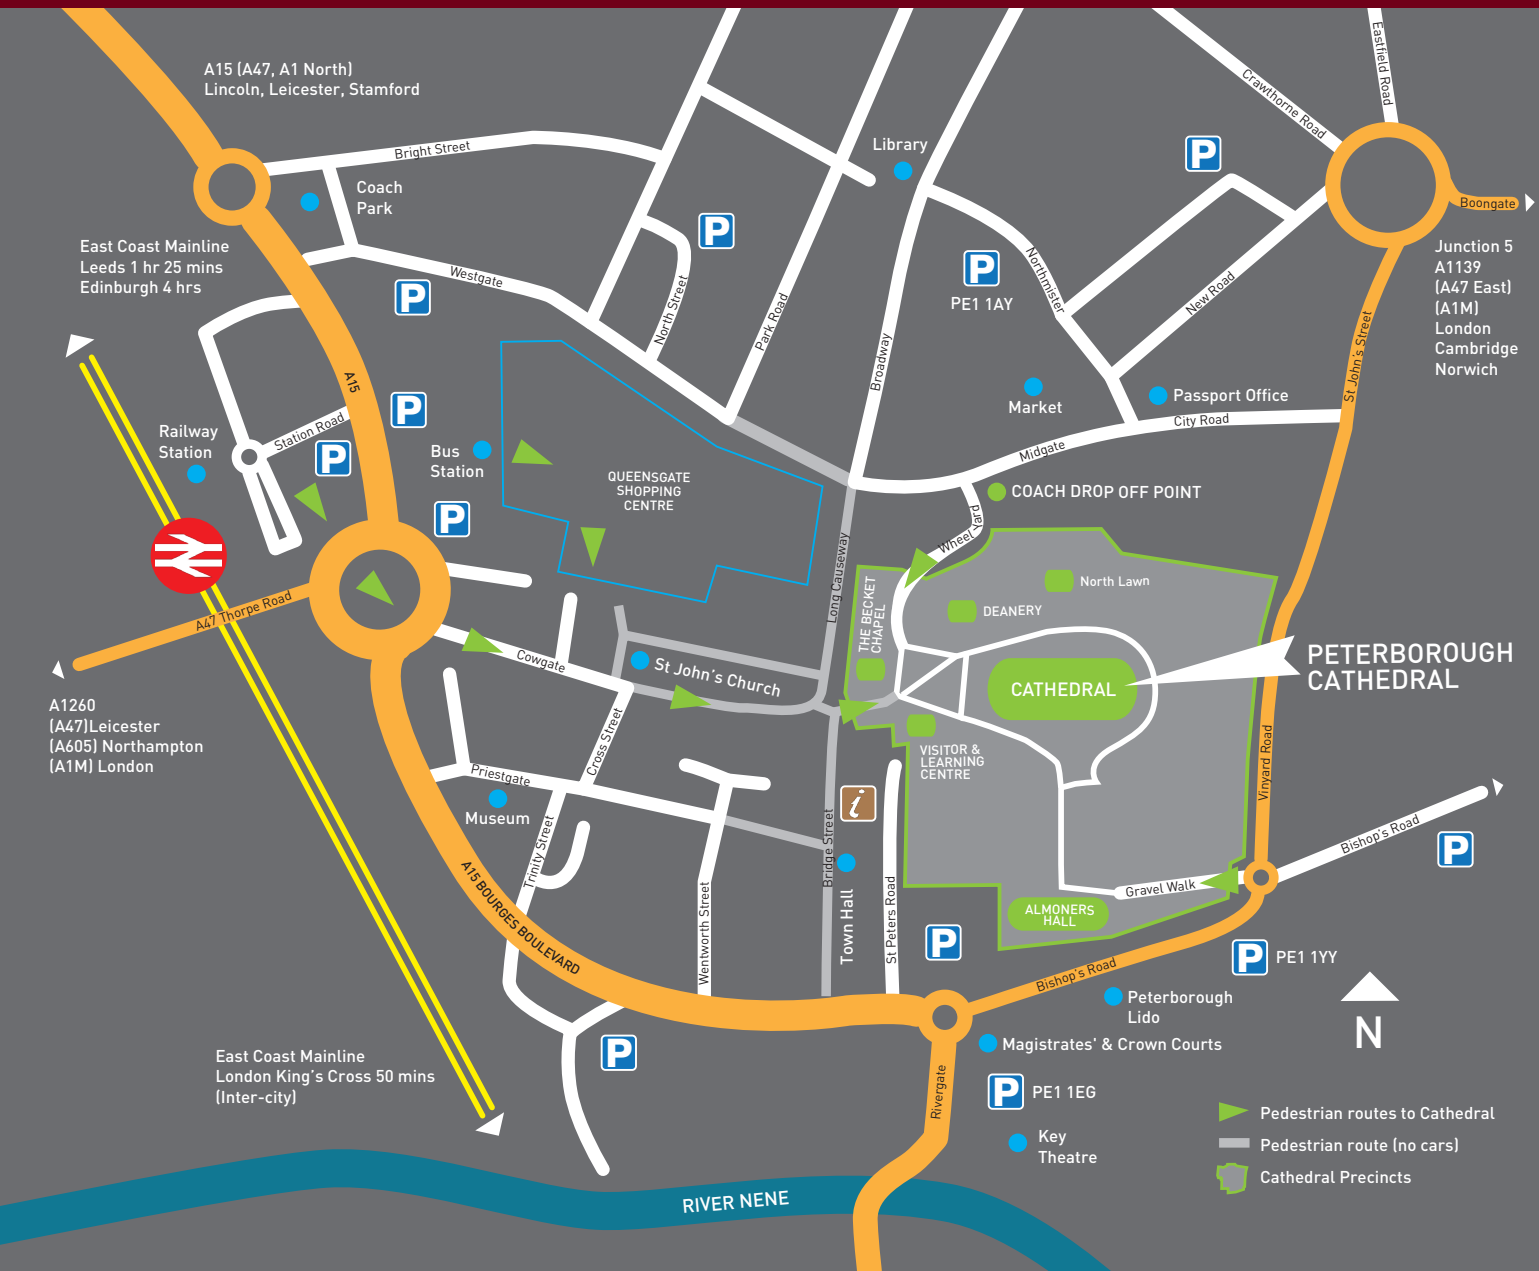 A15 (A47, A1 North)
Lincoln, Leicester, Stamford
Bright Street
Coach
Park
Library
P
Crawthorne Road
Eastfield Road
Boongate
East Coast Mainline
Leeds 1 hr 25 mins
Edinburgh 4 hrs
Westgate
P
P
North Street
Park Road
Broadway
P
PE1 1AY
Northmister
New Road
Junction 5
A1139
(A47 East)
(A1M)
London
Cambridge
Norwich
St John's Street
A15
P
Market
Passport Office
City Road
Midgate
Railway
Station
Station Road
P
Bus
Station
QUEENSGATE
SHOPPING
CENTRE
P
COACH DROP OFF POINT
Wheel Yard
Long Causeway
THE BECKET
CHAPEL
North Lawn
DEANERY
A47 Thorpe Road
Cowgate
St John's Church
CATHEDRAL
PETERBOROUGH
CATHEDRAL
A1260
(A47)Leicester
(A605) Northampton
(A1M) London
Cross Street
Priestgate
Museum
VISITOR &
LEARNING
CENTRE
Vinyard Road
i
Bridge Street
Trinity Street
Bishop's Road
P
A15 BOURGES BOULEVARD
Wentworth Street
Town Hall
St Peters Road
Gravel Walk
ALMONERS
HALL
P
P
PE1 1YY
Bishop's Road
Peterborough
Lido
N
East Coast Mainline
London King's Cross 50 mins
(Inter-city)
P
Magistrates' & Crown Courts
Rivergate
P
PE1 1EG
Key
Theatre
Pedestrian routes to Cathedral
Pedestrian route (no cars)
Cathedral Precincts
RIVER NENE